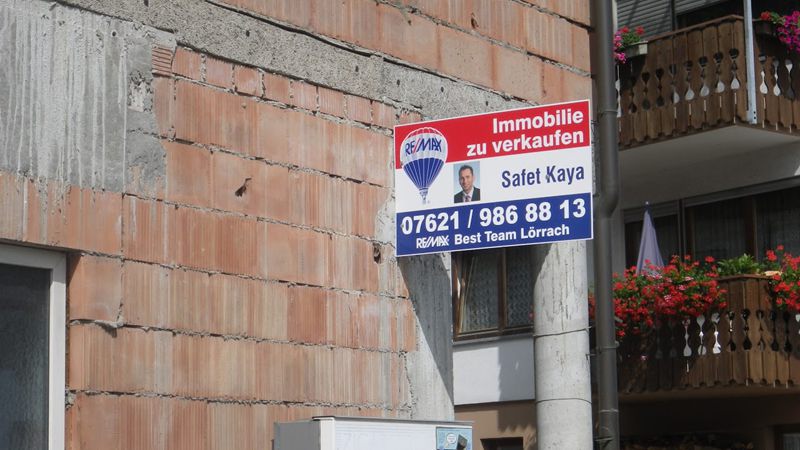 Immobilie
zu verkaufen
RE/MAX
Safet Kaya
07621 / 986 88 13
RE/MAX Best Team Lörrach